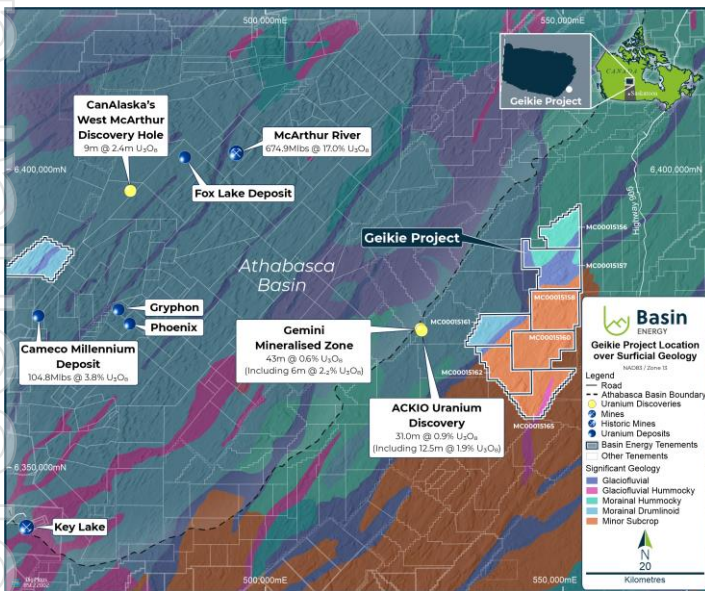 500,000mE
550,000mE
CANADA
Saskatoon
Geikie Project
CanAlaska's
West McArthur
Discovery Hole
9m @ 2.4m U₃O₈
McArthur River
674.9Mlbs @ 17.0% U₃O₈
6,400,000mN
6,400,000mN
Fox Lake Deposit
Highway 905
MC00015156
Geikie Project
MC00015157
Athabasca
Basin
MC00015158
Gryphon
Phoenix
MC00015161
MC00015160
Gemini
Mineralised Zone
43m @ 0.6% U₃O₈
Cameco Millennium
Deposit
104.8Mlbs @ 3.8% U₃O₈
MC00015162
ACKIO Uranium
Discovery
31.0m @ 0.9% U₃O₈
(Including 12.5m @ 1.9% U₃O₈)
MC00015165
6,350,000mN
Key Lake
500,000mE
550,000mE
Basin
ENERGY
Geikie Project Location
over Surficial Geology
NAD83 / Zone 13
Legend
Road
Athabasca Basin Boundary
Uranium Discoveries
Mines
Historic Mines
Uranium Deposits
Basin Energy Tenements
Other Tenements
Significant Geology
Glaciofluvial
Glaciofluvial Hummocky
Morainal Hummocky
Morainal Drumlinoid
Minor Subcrop
N
20
Kilometres